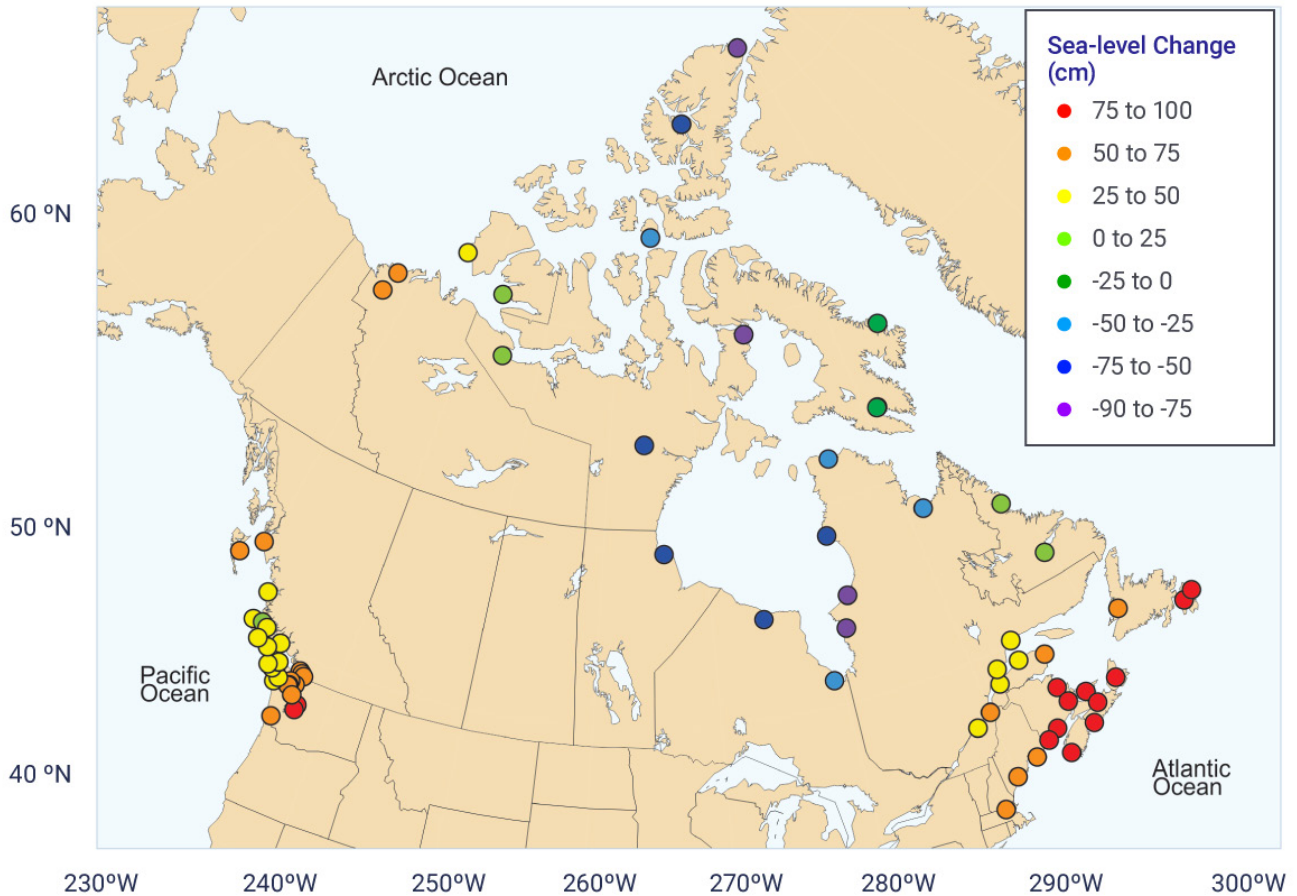 Arctic Ocean
Sea-level Change
(cm)
75 to 100
50 to 75
25 to 50
0 to 25
-25 to 0
-50 to -25
-75 to -50
-90 to -75
60 ºN
50 ºN
40 ºN
Pacific
Ocean
Atlantic
Ocean
230ºW 240ºW 250ºW 260ºW 270ºW 280ºW 290ºW 300ºW